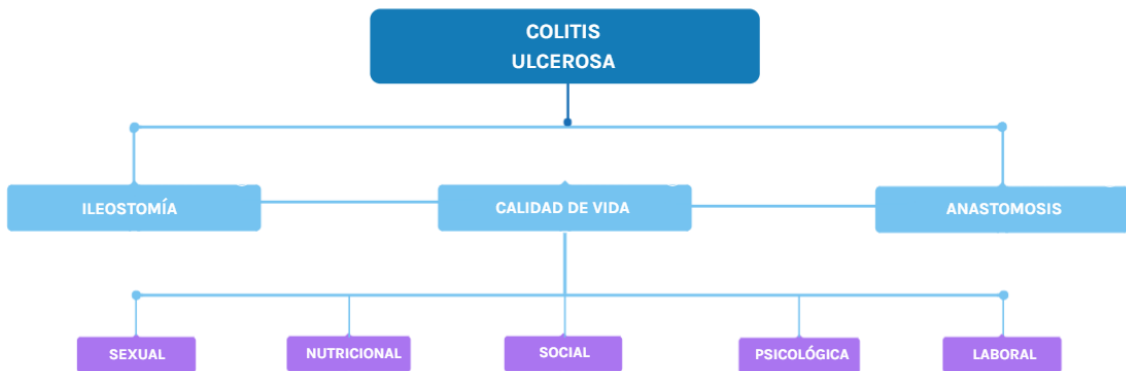 COLITIS
ULCEROSA
ILEOSTOMÍA
CALIDAD DE VIDA
ANASTOMOSIS
SEXUAL
NUTRICIONAL
SOCIAL
PSICOLÓGICA
LABORAL